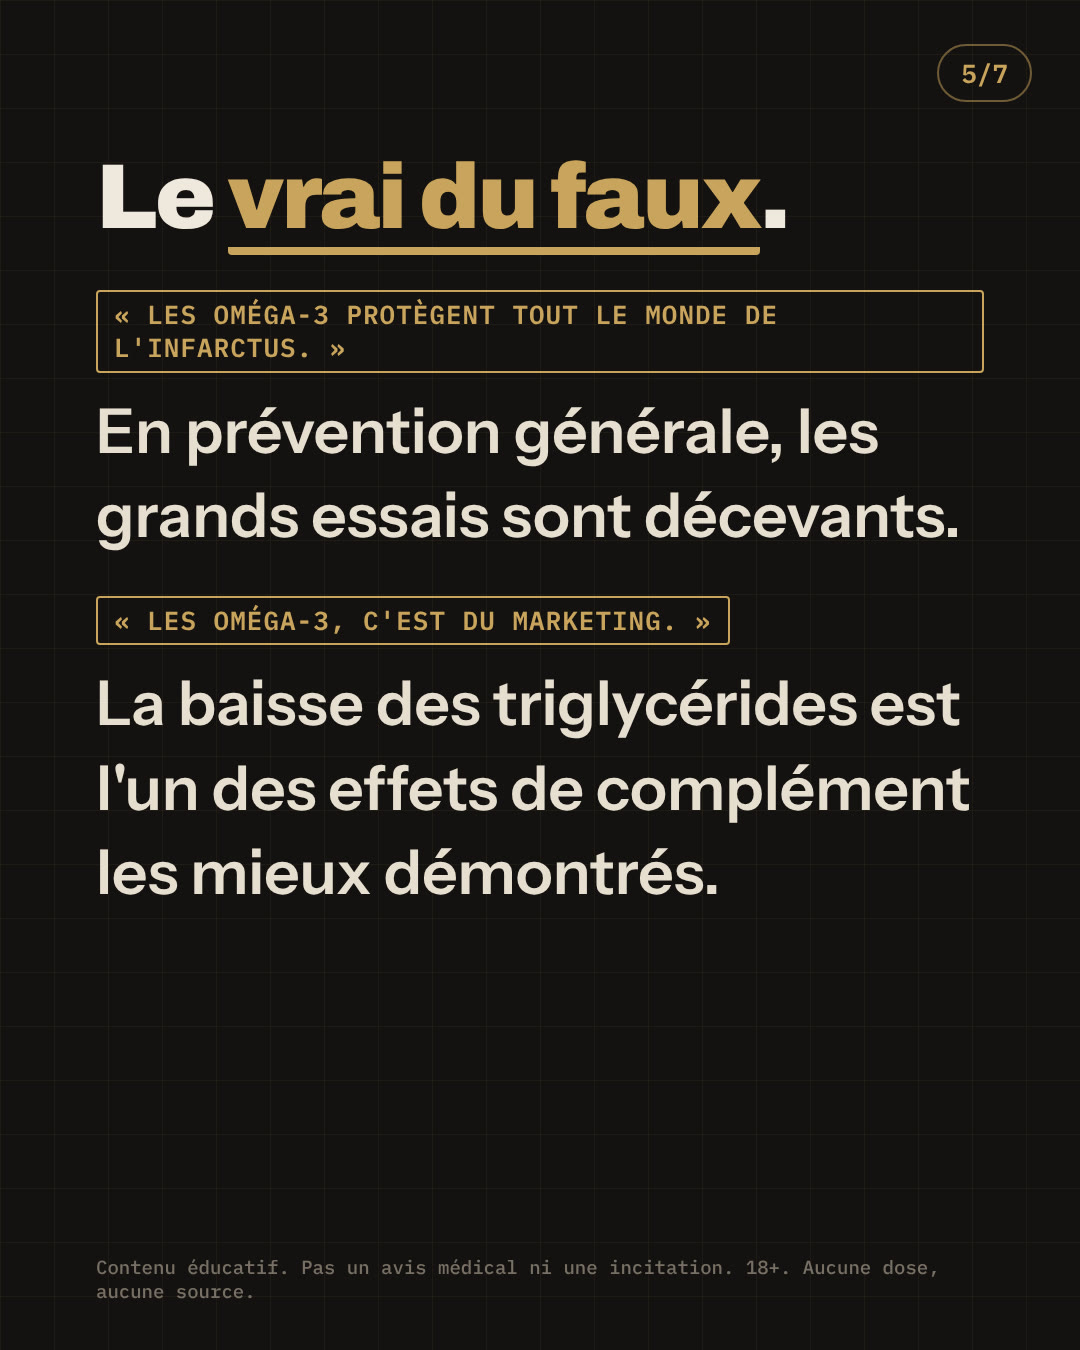 5/7
Le vrai du faux.
« LES OMÉGA-3 PROTÈGENT TOUT LE MONDE DE
L'INFARCTUS. »
En prévention générale, les
grands essais sont décevants.
« LES OMÉGA-3, C'EST DU MARKETING. »
La baisse des triglycérides est
l'un des effets de complément
les mieux démontrés.
Contenu éducatif. Pas un avis médical ni une incitation. 18+. Aucune dose,
aucune source.